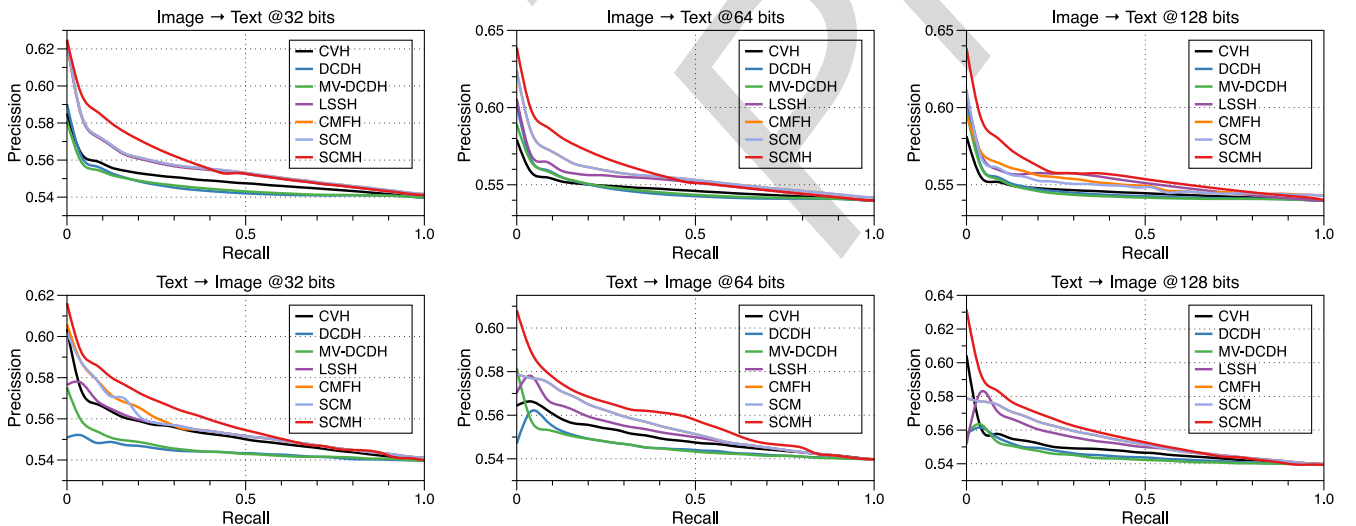 Image → Text @32 bits
Precission
0.62
0.60
0.58
0.56
0.54
0
0.5
1.0
Recall
CVH
DCDH
MV-DCDH
LSSH
CMFH
SCM
SCMH
Image → Text @64 bits
Precission
0.65
0.60
0.55
0
0.5
1.0
Recall
CVH
DCDH
MV-DCDH
LSSH
CMFH
SCM
SCMH
Image → Text @128 bits
Precission
0.65
0.60
0.55
0
0.5
1.0
Recall
CVH
DCDH
MV-DCDH
LSSH
CMFH
SCM
SCMH
Text → Image @32 bits
Precission
0.62
0.60
0.58
0.56
0.54
0
0.5
1.0
Recall
CVH
DCDH
MV-DCDH
LSSH
CMFH
SCM
SCMH
Text → Image @64 bits
Precission
0.60
0.58
0.56
0.54
0
0.5
1.0
Recall
CVH
DCDH
MV-DCDH
LSSH
CMFH
SCM
SCMH
Text → Image @128 bits
Precission
0.64
0.62
0.60
0.58
0.56
0.54
0
0.5
1.0
Recall
CVH
DCDH
MV-DCDH
LSSH
CMFH
SCM
SCMH